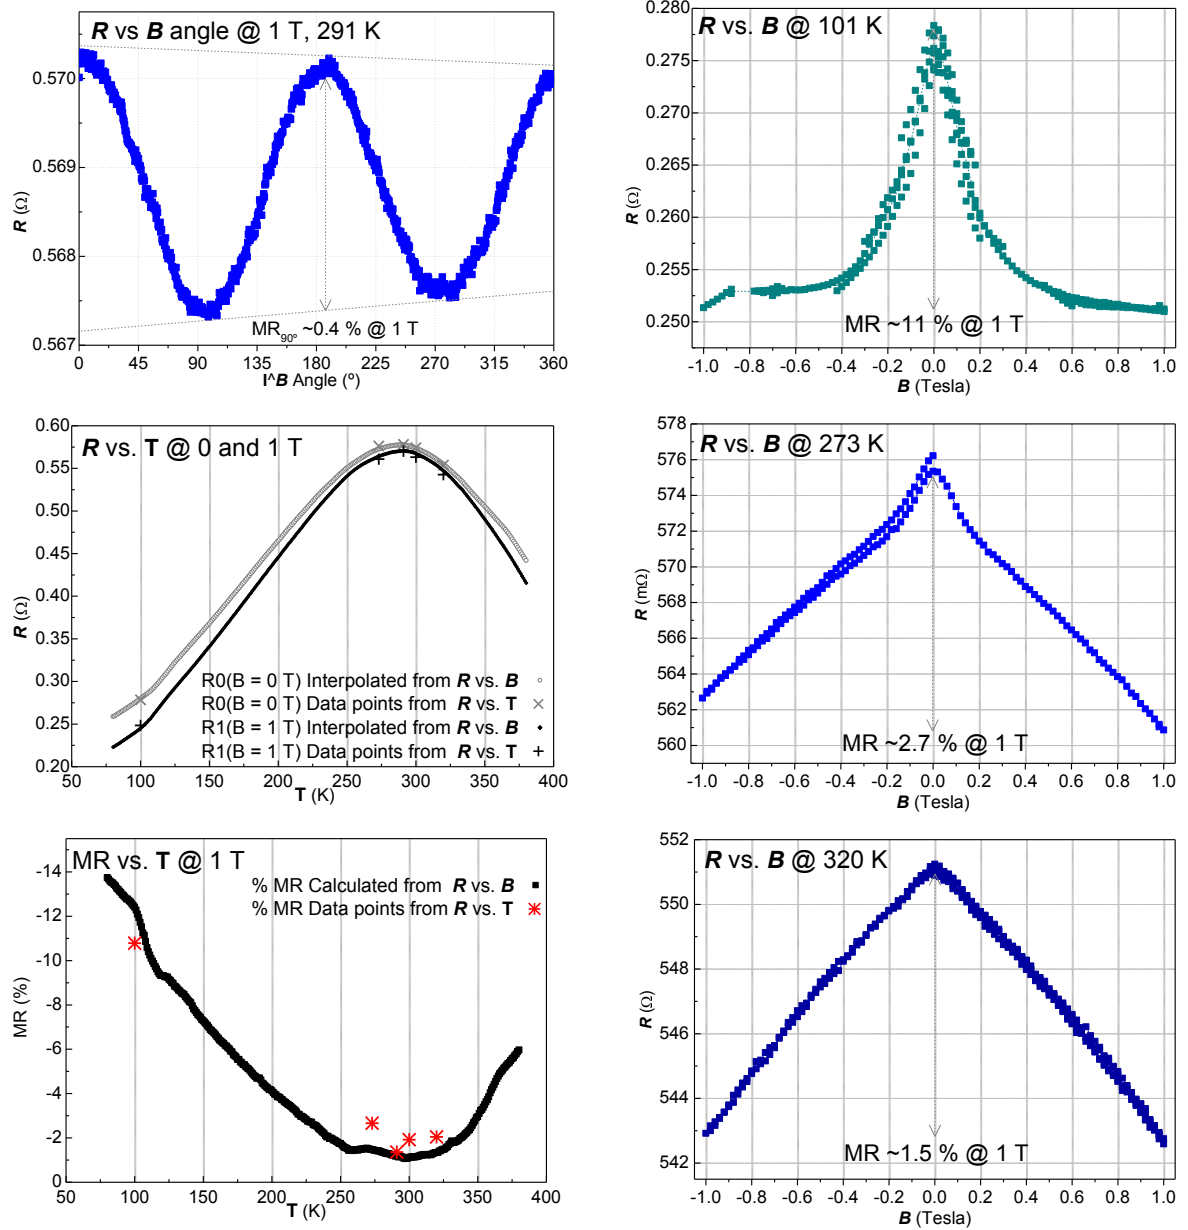 R vs B angle @ 1 T, 291 K
0.570
0.569
0.568
0.567
R (Ω)
MR90° ~0.4 % @ 1 T
0 45 90 135 180 225 270 315 360
I^B Angle (º)
R vs. B @ 101 K
0.280
0.275
0.270
0.265
0.260
0.253
0.250
R (Ω)
MR ~11 % @ 1 T
-1.0 -0.8 -0.6 -0.4 -0.2 0.0 0.2 0.4 0.6 0.8 1.0
B (Tesla)
R vs. T @ 0 and 1 T
0.60
0.55
0.50
0.45
0.40
0.35
0.30
0.25
0.20
R (Ω)
R0(B = 0 T) Interpolated from R vs. B
R0(B = 0 T) Data points from R vs. T
R1(B = 1 T) Interpolated from R vs. B
R1(B = 1 T) Data points from R vs. T
50 100 150 200 250 300 350 400
T (K)
R vs. B @ 273 K
578
576
574
572
570
568
566
564
562
560
R (mΩ)
MR ~2.7 % @ 1 T
-1.0 -0.8 -0.6 -0.4 -0.2 0.0 0.2 0.4 0.6 0.8 1.0
B (Tesla)
MR vs. T @ 1 T
-14
-12
-10
-8
-6
-4
-2
0
MR (%)
% MR Calculated from R vs. B
% MR Data points from R vs. T
50 100 150 200 250 300 350 400
T (K)
R vs. B @ 320 K
552
550
548
546
544
542
R (Ω)
MR ~1.5 % @ 1 T
-1.0 -0.8 -0.6 -0.4 -0.2 0.0 0.2 0.4 0.6 0.8 1.0
B (Tesla)